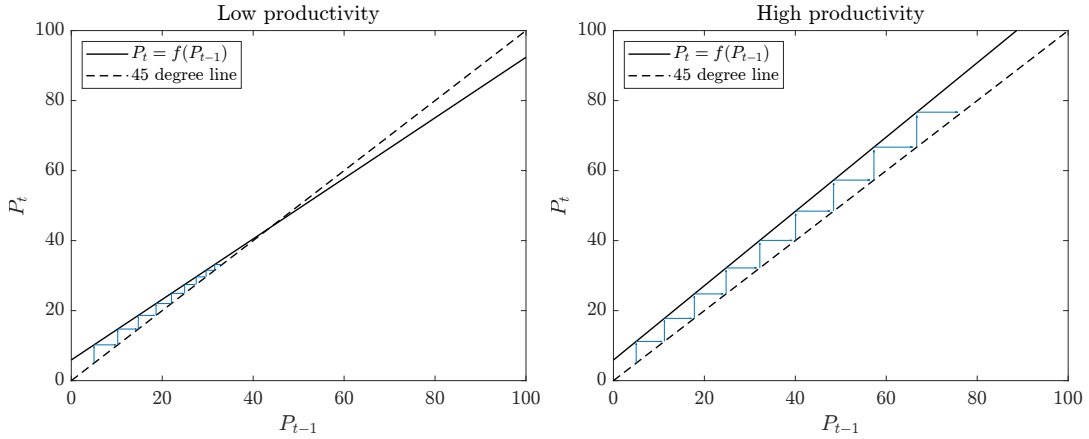 Low productivity
P_t = f(P_{t-1})
45 degree line
100
80
60
40
20
0
P_t
0 20 40 60 80 100
P_{t-1}
High productivity
P_t = f(P_{t-1})
45 degree line
100
80
60
40
20
0
P_t
0 20 40 60 80 100
P_{t-1}